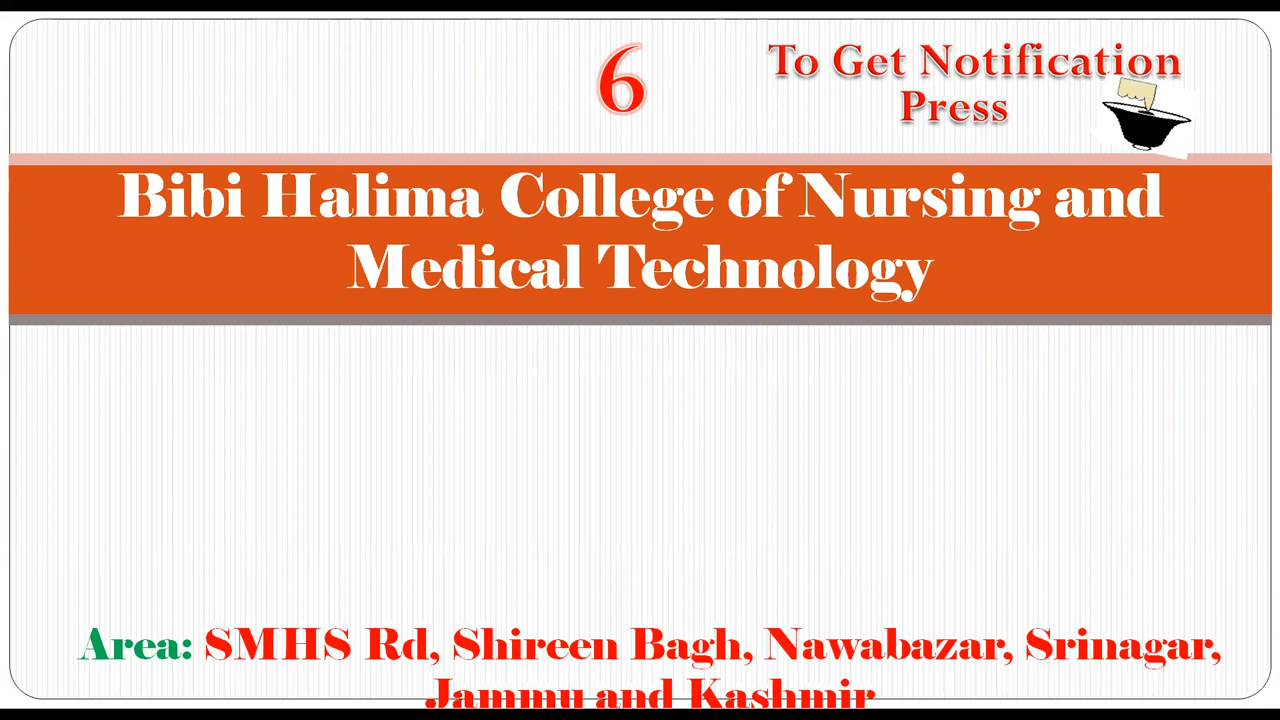 6
To Get Notification
Press
Bibi Halima College of Nursing and
Medical Technology
Area: SMHS Rd, Shireen Bagh, Nawabazar, Srinagar,
Jammu and Kashmir